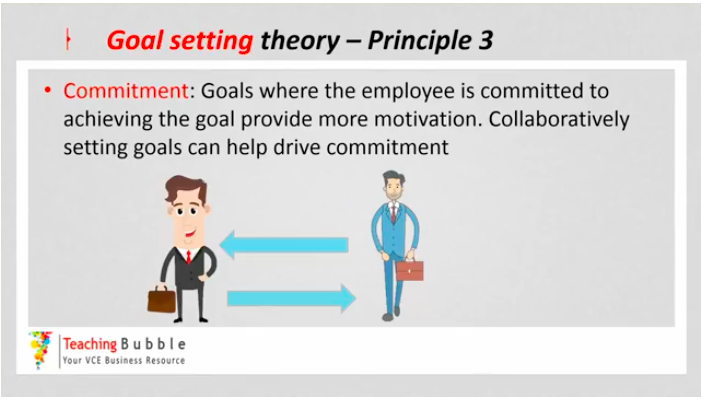 Goal setting theory – Principle 3
• Commitment: Goals where the employee is committed to
achieving the goal provide more motivation. Collaboratively
setting goals can help drive commitment
Teaching Bubble
Your VCE Business Resource